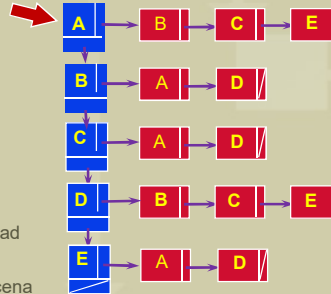 A B C E
B A D
C A D
D B C E
ad
E A D
cena